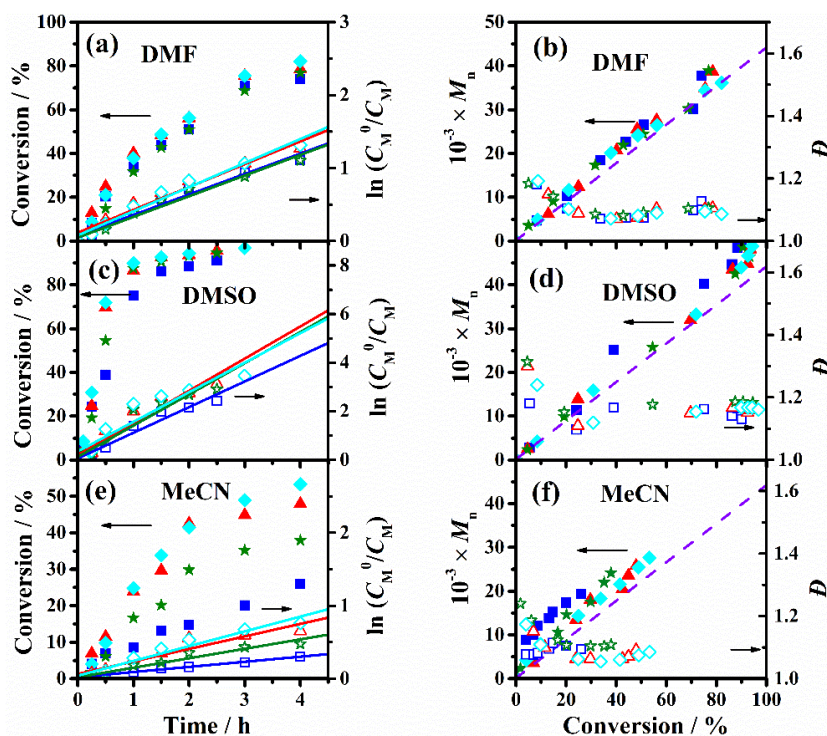 (a) DMF
Conversion / %
100
80
60
40
20
0
ln (C_M^0/C_M)
3
2
1
0
(b) DMF
10^-3 × M_n
50
40
30
20
10
0
Đ
1.6
1.4
1.2
1.0
(c) DMSO
Conversion / %
80
60
40
20
0
ln (C_M^0/C_M)
8
6
4
2
0
(d) DMSO
10^-3 × M_n
40
30
20
10
0
Đ
1.6
1.4
1.2
1.0
(e) MeCN
Conversion / %
50
40
30
20
10
0
ln (C_M^0/C_M)
2
1
0
0 1 2 3 4
Time / h
(f) MeCN
10^-3 × M_n
40
30
20
10
0
Đ
1.6
1.4
1.2
1.0
0 20 40 60 80 100
Conversion / %